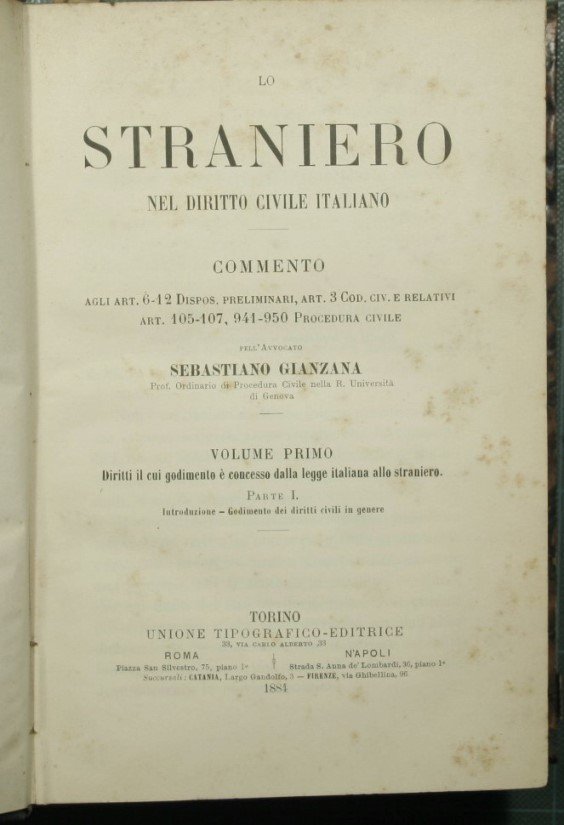 LO
STRANIERO
NEL DIRITTO CIVILE ITALIANO
COMMENTO
AGLI ART. 6-12 DISPOS. PRELIMINARI, ART. 3 COD. CIV. E RELATIVI
ART. 105-107, 941-950 PROCEDURA CIVILE
PELL'AVVOCATO
SEBASTIANO GIANZANA
Prof. Ordinario di Procedura Civile nella R. Università
di Genova
VOLUME PRIMO
Diritti il cui godimento è concesso dalla legge italiana allo straniero.
PARTE I.
Introduzione – Godimento dei diritti civili in genere
TORINO
UNIONE TIPOGRAFICO-EDITRICE
33, VIA CARLO ALBERTO, 33
ROMA NAPOLI
Piazza San Silvestro, 75, piano 1º Strada S. Anna de' Lombardi, 36, piano 1º
Succursali: CATANIA, Largo Gandolfo, 3 — FIRENZE, via Ghibellina, 96
1884